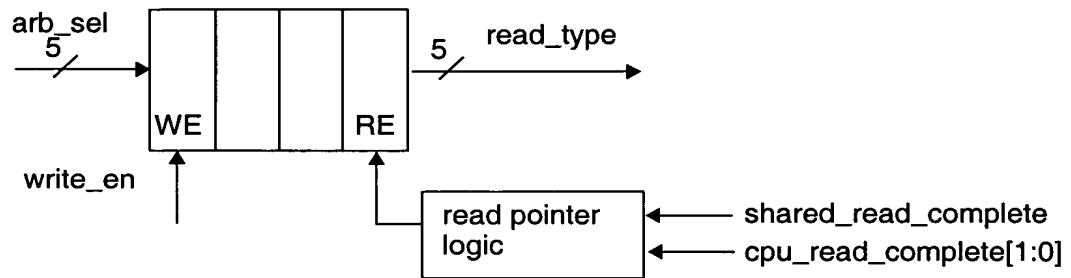 arb_sel
5
5
read_type
WE
RE
write_en
read pointer
logic
shared_read_complete
cpu_read_complete[1:0]